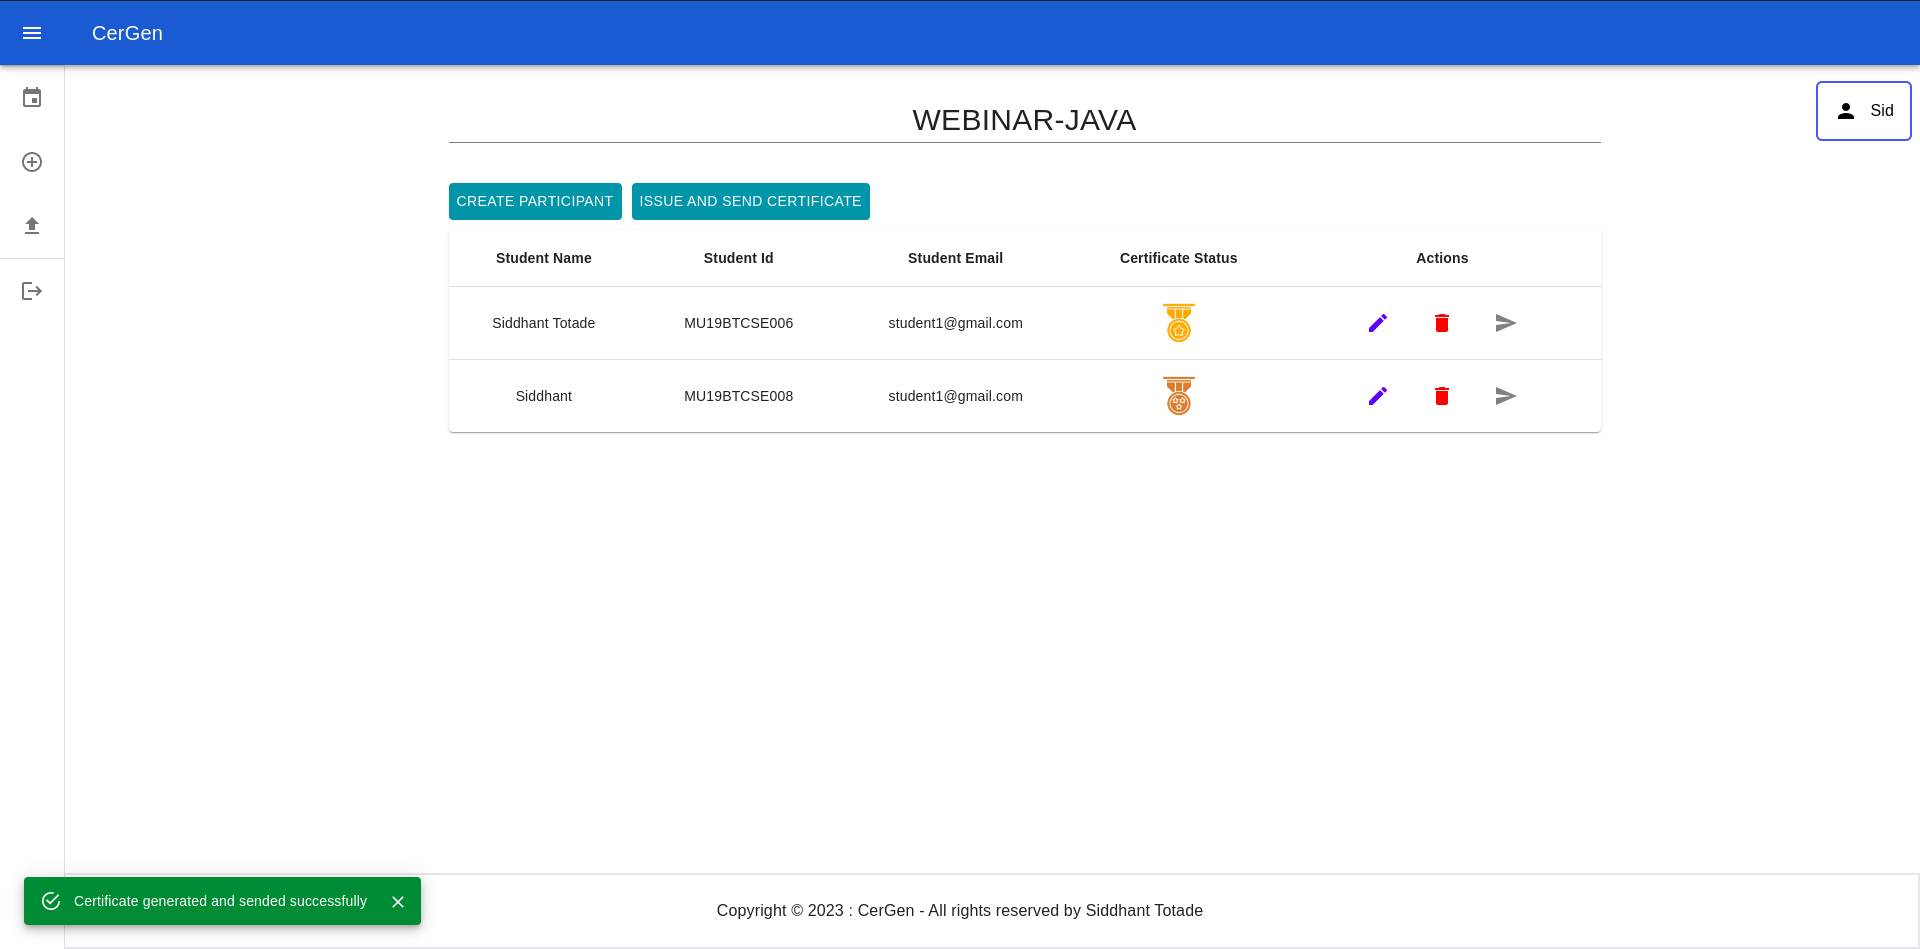 CerGen
Sid
WEBINAR-JAVA
CREATE PARTICIPANT ISSUE AND SEND CERTIFICATE
Student Name Student Id Student Email Certificate Status Actions
Siddhant Totade MU19BTCSE006 student1@gmail.com
Siddhant MU19BTCSE008 student1@gmail.com
Certificate generated and sended successfully
Copyright © 2023 : CerGen - All rights reserved by Siddhant Totade